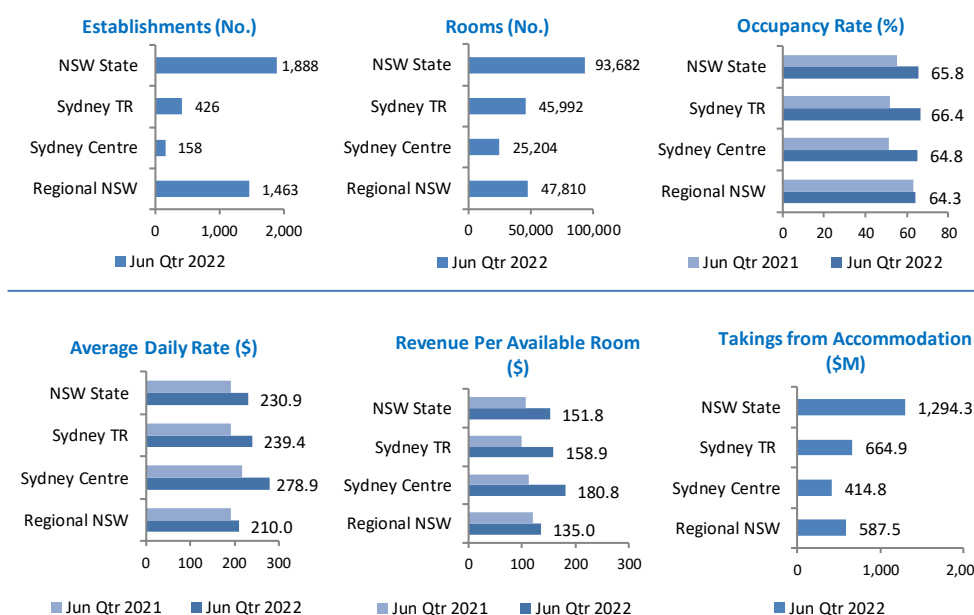 Establishments (No.)
NSW State 1,888
Sydney TR 426
Sydney Centre 158
Regional NSW 1,463
0 1,000 2,000
Jun Qtr 2022
Rooms (No.)
NSW State 93,682
Sydney TR 45,992
Sydney Centre 25,204
Regional NSW 47,810
0 50,000 100,000
Jun Qtr 2022
Occupancy Rate (%)
NSW State 65.8
Sydney TR 66.4
Sydney Centre 64.8
Regional NSW 64.3
0 20 40 60 80
Jun Qtr 2021 Jun Qtr 2022
Average Daily Rate ($)
NSW State 230.9
Sydney TR 239.4
Sydney Centre 278.9
Regional NSW 210.0
0 100 200 300
Jun Qtr 2021 Jun Qtr 2022
Revenue Per Available Room
($)
NSW State 151.8
Sydney TR 158.9
Sydney Centre 180.8
Regional NSW 135.0
0 100 200 300
Jun Qtr 2021 Jun Qtr 2022
Takings from Accommodation
($M)
NSW State 1,294.3
Sydney TR 664.9
Sydney Centre 414.8
Regional NSW 587.5
0 1,000 2,00
Jun Qtr 2022